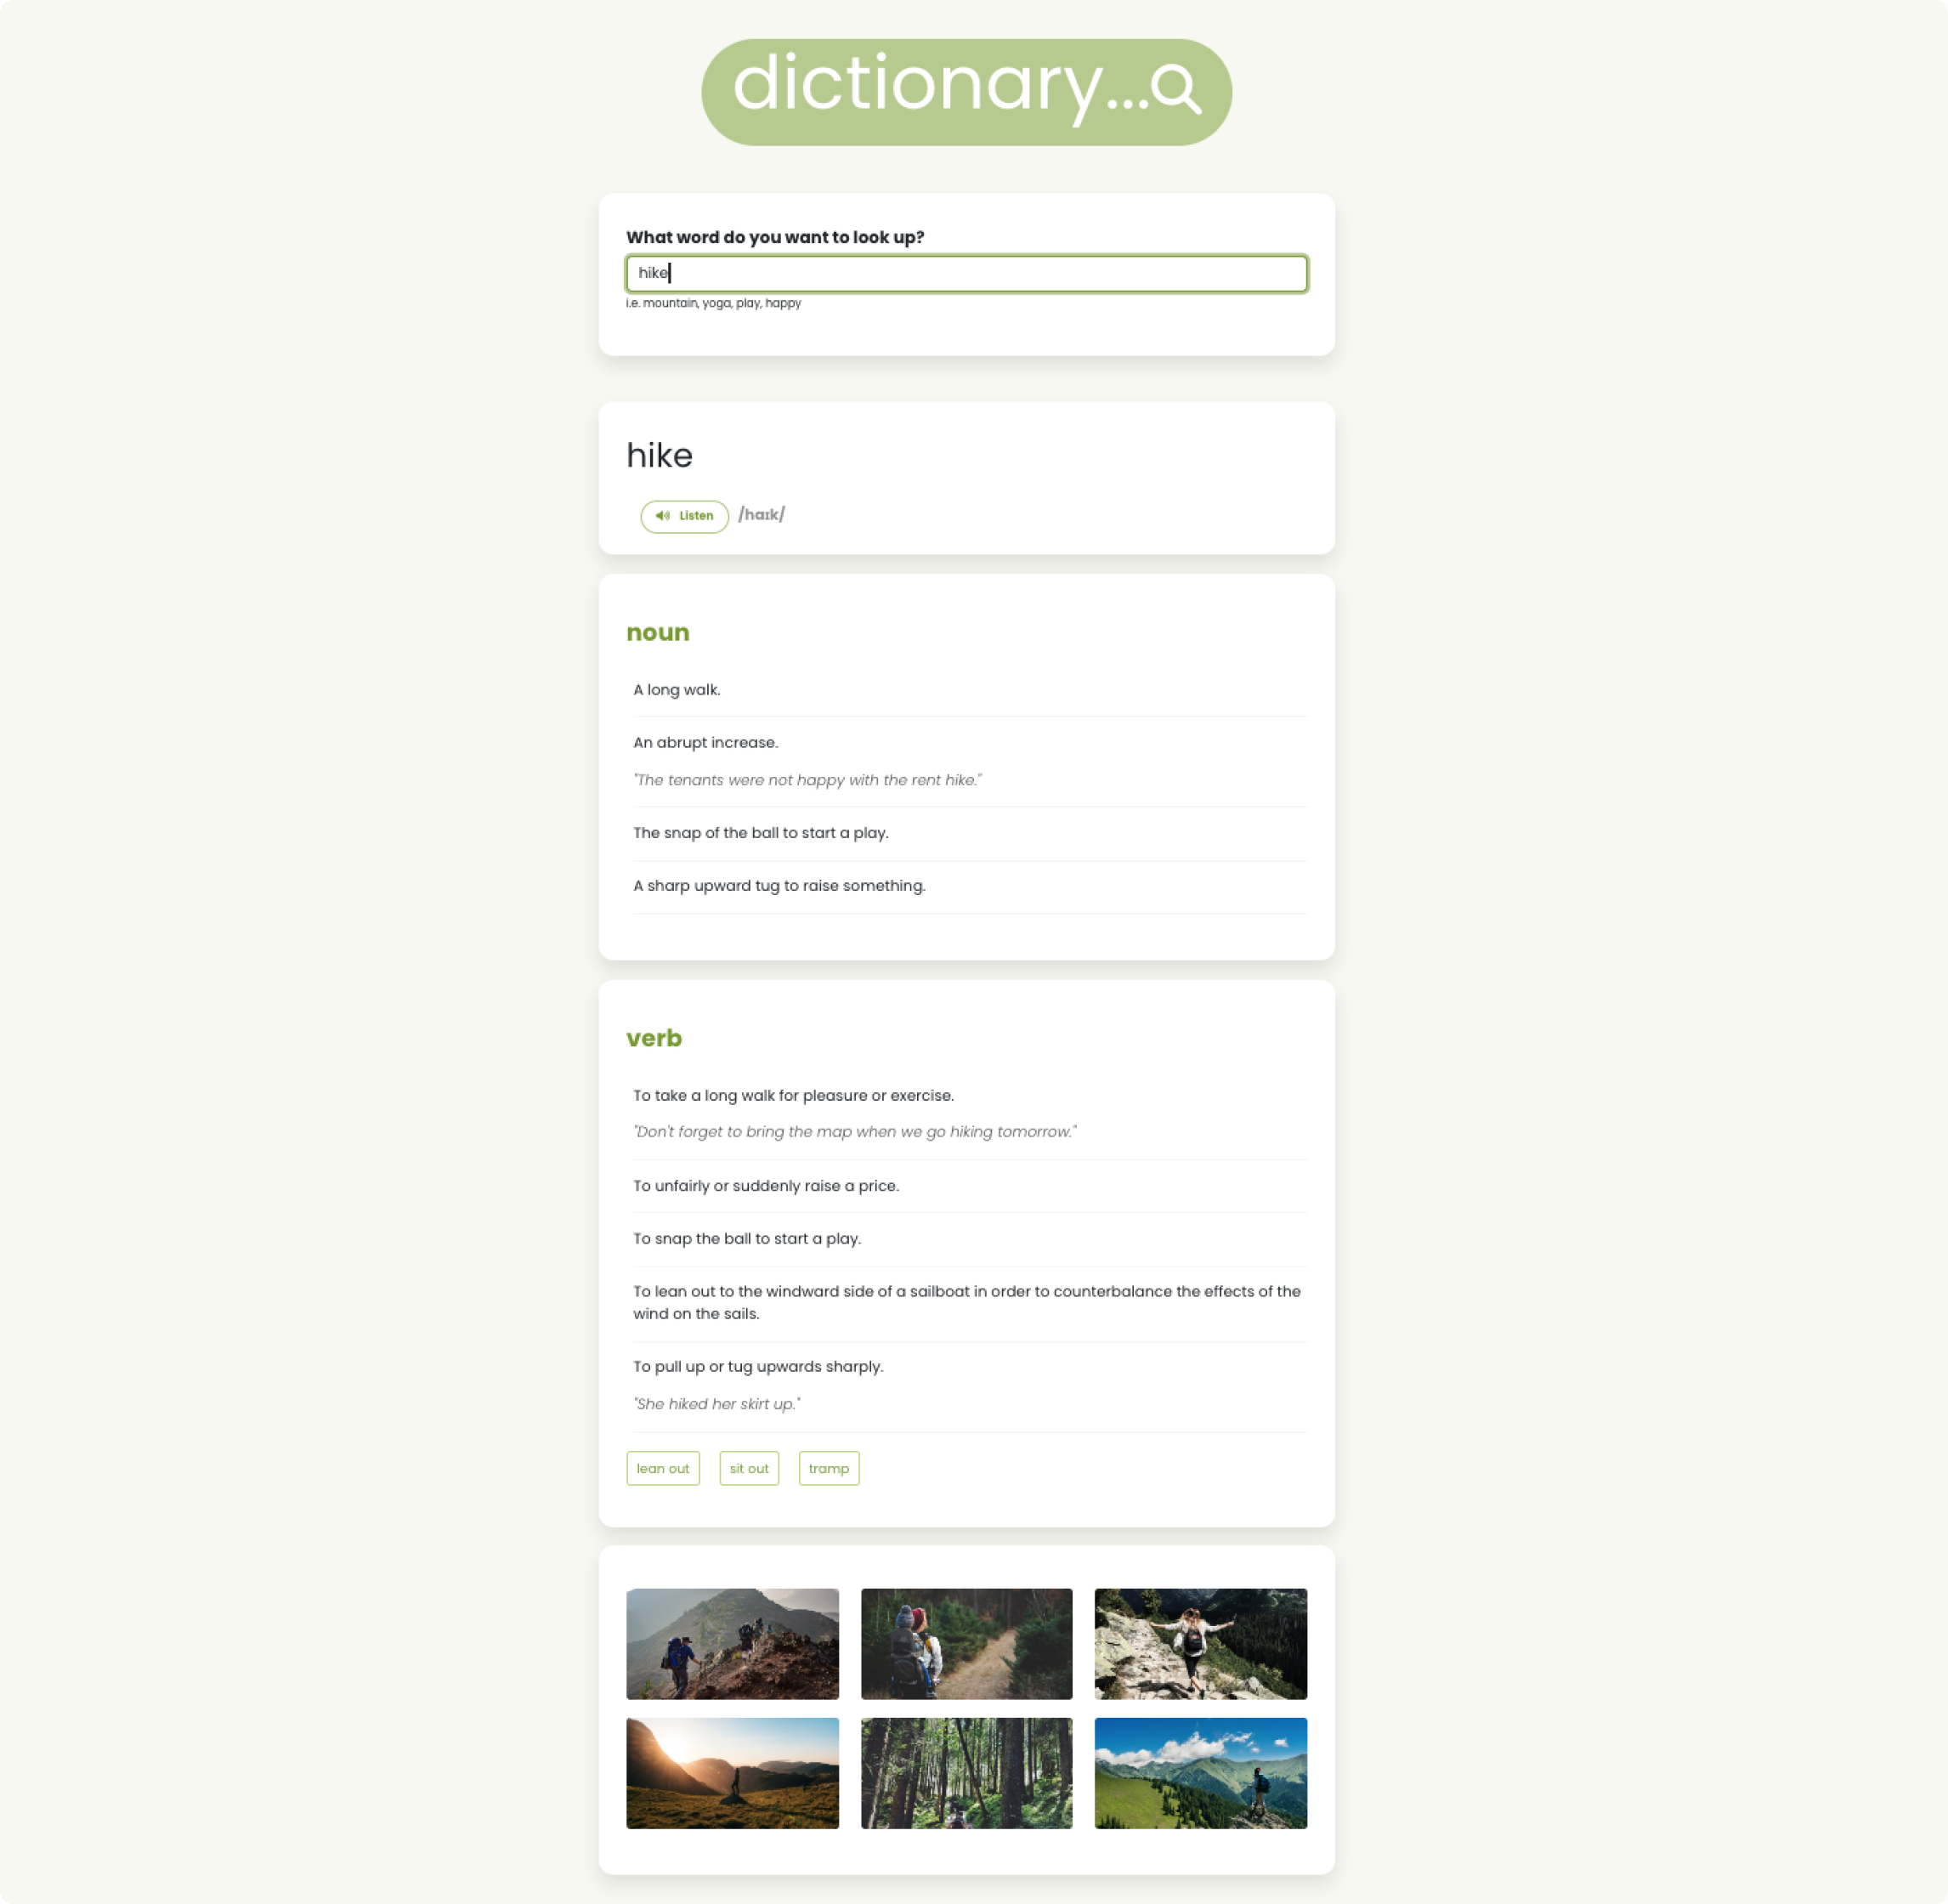 dictionary...
What word do you want to look up?
hike
i.e. mountain, yoga, play, happy
hike
Listen /haɪk/
noun
A long walk.
An abrupt increase.
"The tenants were not happy with the rent hike."
The snap of the ball to start a play.
A sharp upward tug to raise something.
verb
To take a long walk for pleasure or exercise.
"Don't forget to bring the map when we go hiking tomorrow."
To unfairly or suddenly raise a price.
To snap the ball to start a play.
To lean out to the windward side of a sailboat in order to counterbalance the effects of the
wind on the sails.
To pull up or tug upwards sharply.
"She hiked her skirt up."
lean out sit out tramp